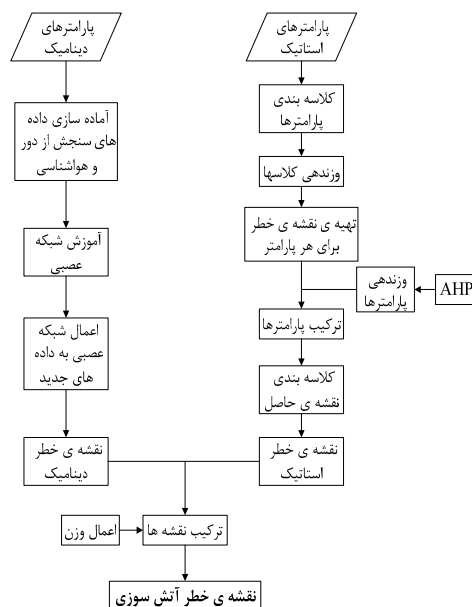 پارامترهای
استاتیک
پارامترهای
دینامیک
کلاسه بندی
پارامترها
آماده سازی داده
های سنجش از دور
و هواشناسی
وزندهی کلاسها
تهیه ی نقشه ی خطر
برای هر پارامتر
آموزش شبکه
عصبی
AHP
وزندهی
پارامترها
ترکیب پارامترها
اعمال شبکه
عصبی به داده
های جدید
کلاسه بندی
نقشه ی حاصل
نقشه ی خطر
استاتیک
نقشه ی خطر
دینامیک
ترکیب نقشه ها
اعمال وزن
نقشه ی خطر آتش سوزی